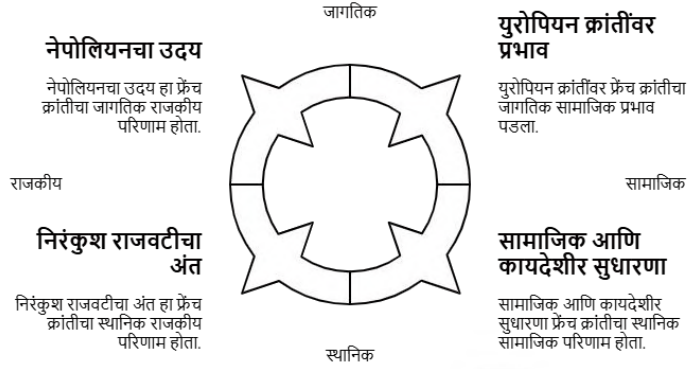 जागतिक
नेपोलियनचा उदय
नेपोलियनचा उदय हा फ्रेंच
क्रांतीचा जागतिक राजकीय
परिणाम होता.
युरोपियन क्रांतींवर
प्रभाव
युरोपियन क्रांतींवर फ्रेंच क्रांतीचा
जागतिक सामाजिक प्रभाव
पडला.
राजकीय
सामाजिक
निरंकुश राजवटीचा
अंत
निरंकुश राजवटीचा अंत हा फ्रेंच
क्रांतीचा स्थानिक राजकीय
परिणाम होता.
सामाजिक आणि
कायदेशीर सुधारणा
सामाजिक आणि कायदेशीर
सुधारणा फ्रेंच क्रांतीचा स्थानिक
सामाजिक परिणाम होता.
स्थानिक